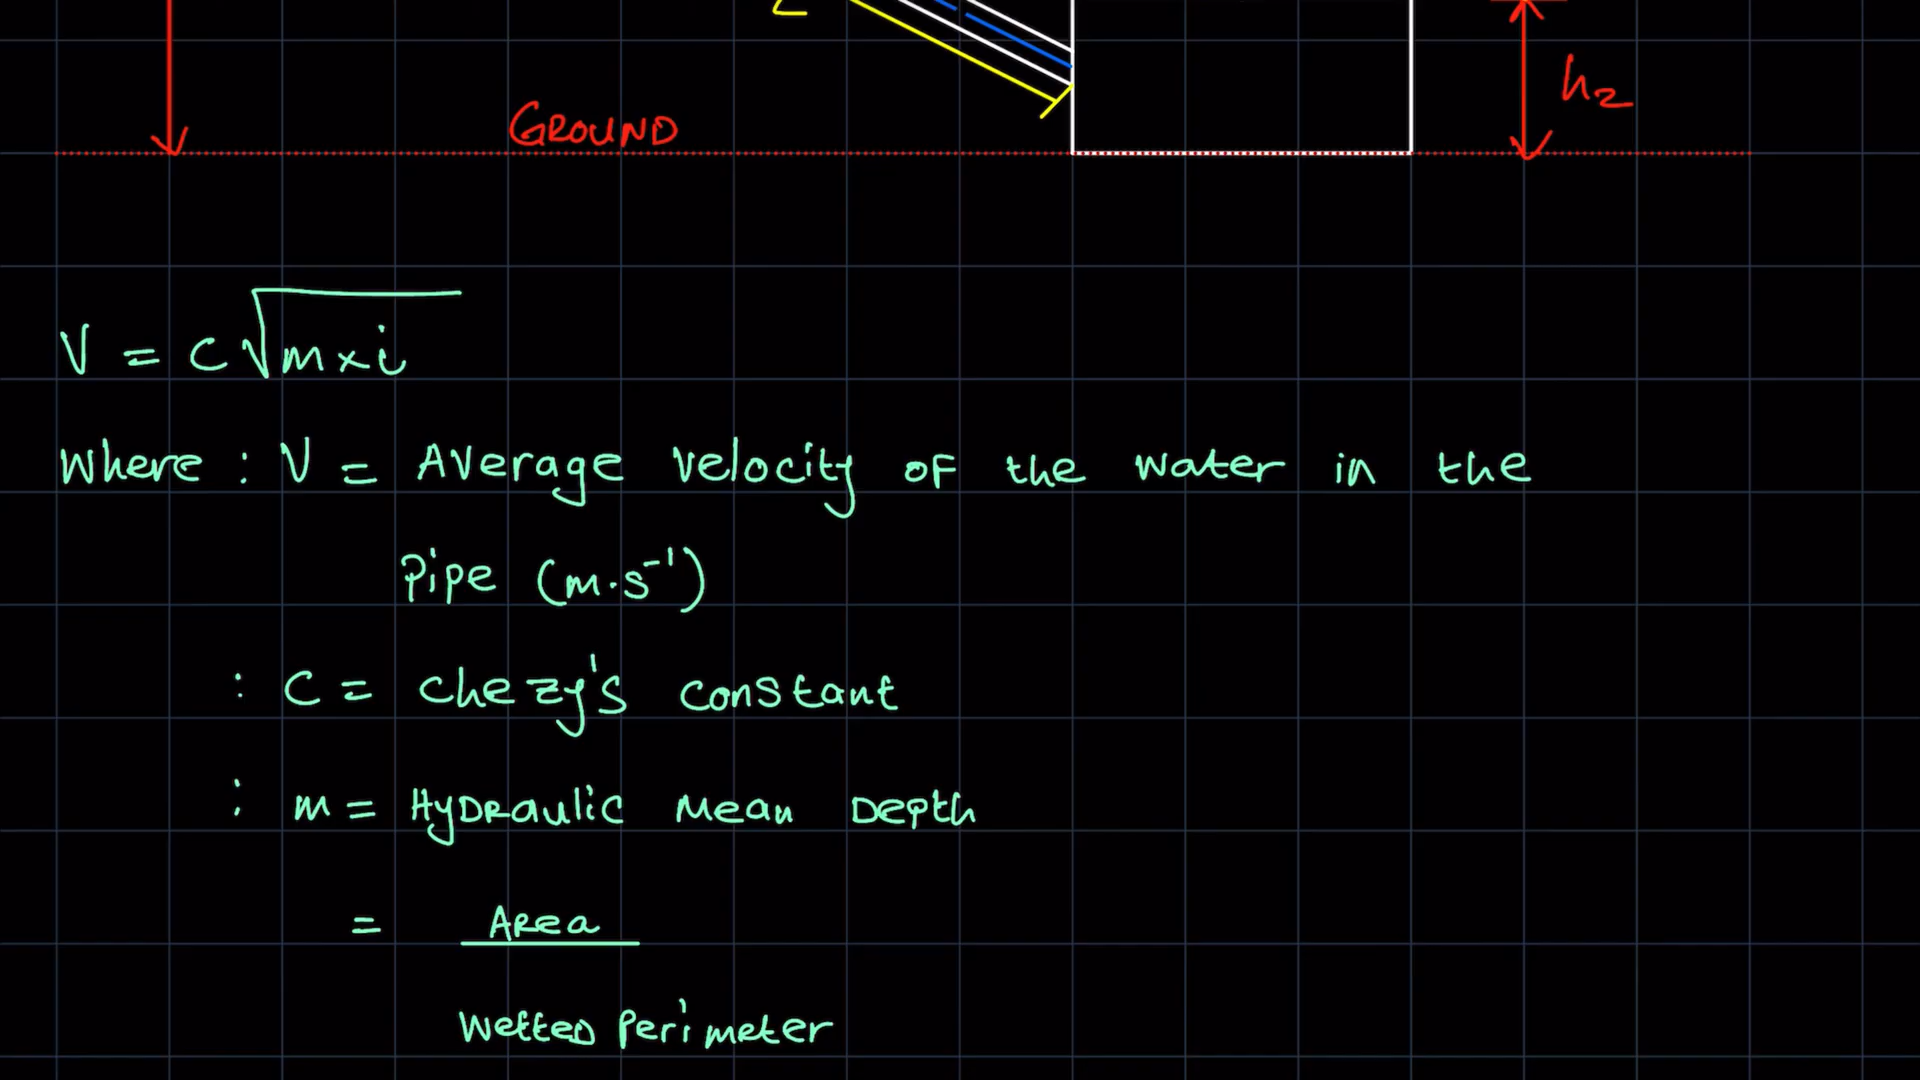 GROUND
h₂
V = C√m×i
Where : V = Average velocity of the water in the
Pipe (m·s⁻¹)
: C = chezy's constant
: m = Hydraulic Mean Depth
= Area
Wetted Perimeter